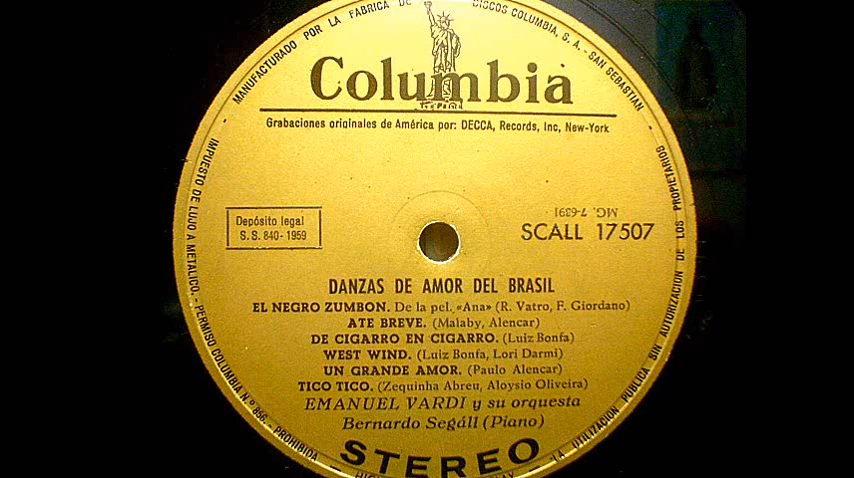 MANUFACTURADO POR LA FABRICA DE DISCOS COLUMBIA, S. A. - SAN SEBASTIAN -
Columbia
Grabaciones originales de América por: DECCA, Records, Inc, New-York
IMPUESTO DE LUJO A METALICO. - PERMISO COLUMBIA N.º 866. - PROHIBIDA
LA UTILIZACION PUBLICA SIN AUTORIZACION DE LOS PROPIETARIOS
MG. 7-6391
Depósito legal
S. S. 840 - 1959
SCALL 17507
DANZAS DE AMOR DEL BRASIL
EL NEGRO ZUMBON. De la pel. «Ana» (R. Vatro, F. Giordano)
ATE BREVE. (Malaby, Alencar)
DE CIGARRO EN CIGARRO. (Luiz Bonfa)
WEST WIND. (Luiz Bonfa, Lori Darmi)
UN GRANDE AMOR. (Paulo Alencar)
TICO TICO. (Zequinha Abreu, Aloysio Oliveira)
EMANUEL VARDI y su orquesta
Bernardo Segáll (Piano)
STEREO